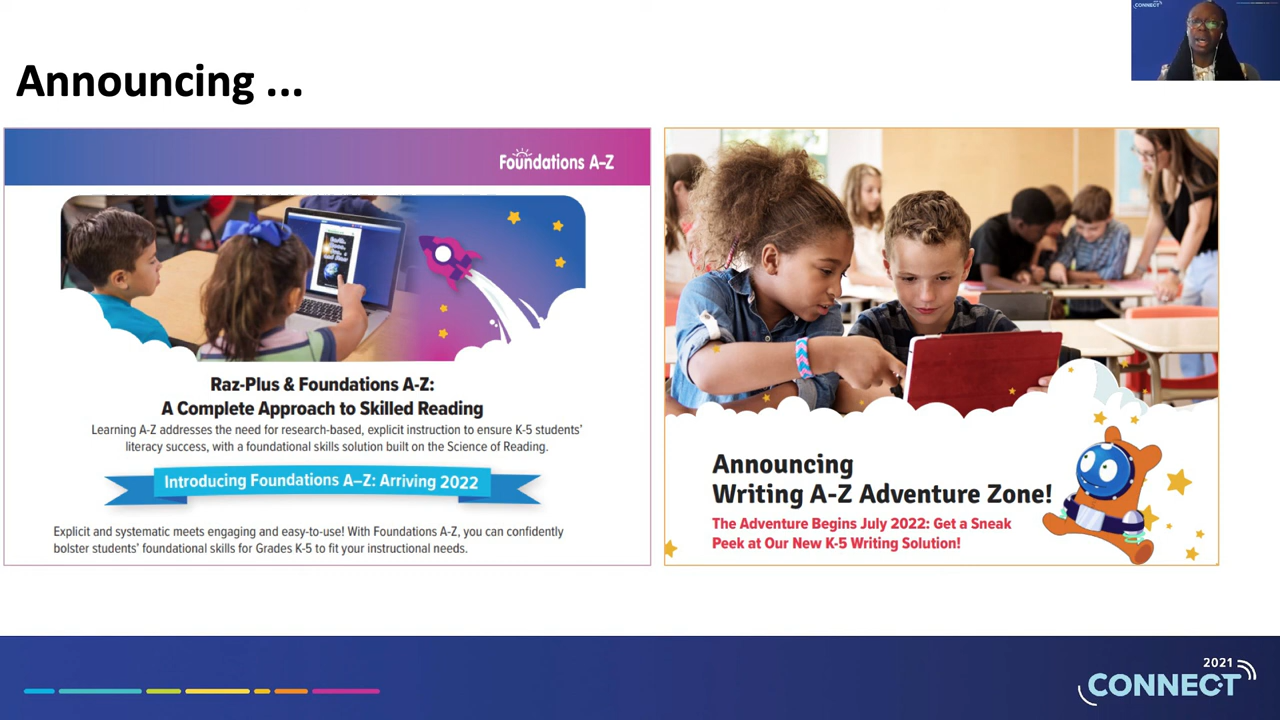 CONNECT
Announcing ...
Foundations A-Z
Raz-Plus & Foundations A-Z:
A Complete Approach to Skilled Reading
Learning A-Z addresses the need for research-based, explicit instruction to ensure K-5 students'
literacy success, with a foundational skills solution built on the Science of Reading.
Introducing Foundations A–Z: Arriving 2022
Explicit and systematic meets engaging and easy-to-use! With Foundations A-Z, you can confidently
bolster students' foundational skills for Grades K-5 to fit your instructional needs.
Announcing
Writing A-Z Adventure Zone!
The Adventure Begins July 2022: Get a Sneak
Peek at Our New K-5 Writing Solution!
2021
CONNECT